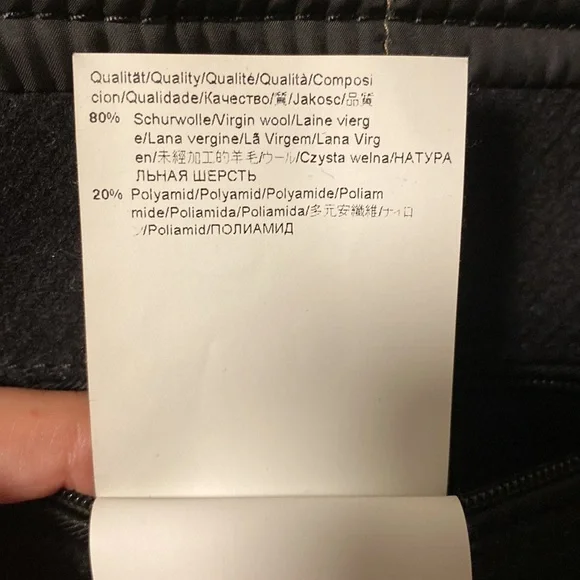 Qualität/Quality/Qualité/Qualità/Composi
cion/Qualidade/Качество/質/Jakosc/品質
80% Schurwolle/Virgin wool/Laine vierg
e/Lana vergine/Lã Virgem/Lana Virg
en/未經加工的羊毛/ウール/Czysta welna/НАТУРА
ЛЬНАЯ ШЕРСТЬ
20% Polyamid/Polyamid/Polyamide/Poliam
mide/Poliamida/Poliamida/多元安纖維/ナイロ
ン/Poliamid/ПОЛИАМИД